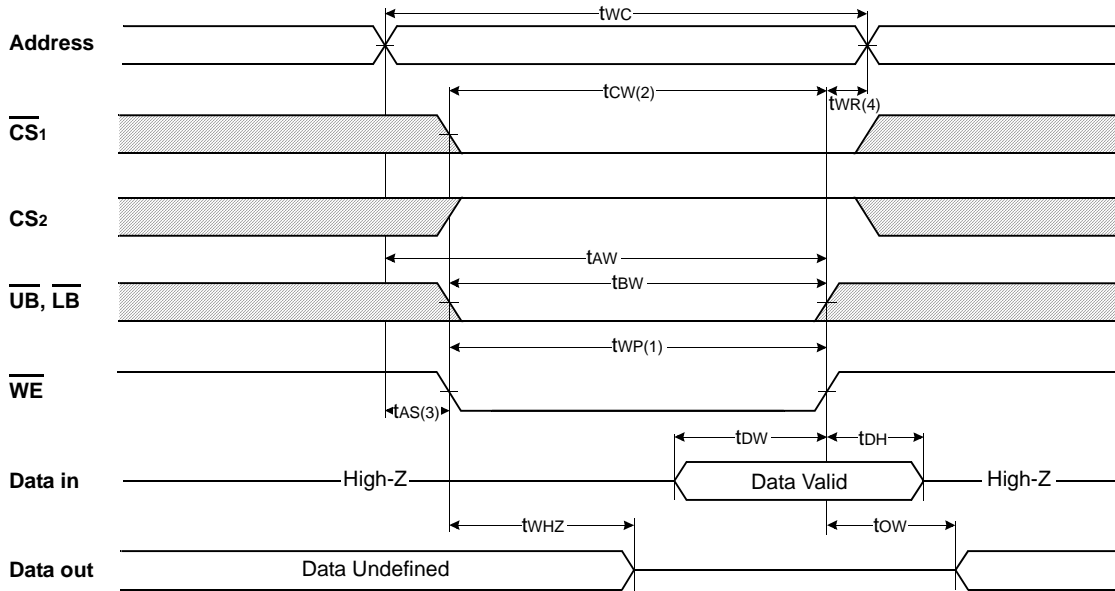 tWC
Address
tCW(2)
tWR(4)
CS1
CS2
tAW
UB, LB
tBW
tWP(1)
WE
tAS(3)
tDW
tDH
Data in
High-Z
Data Valid
High-Z
tWHZ
tOW
Data out
Data Undefined